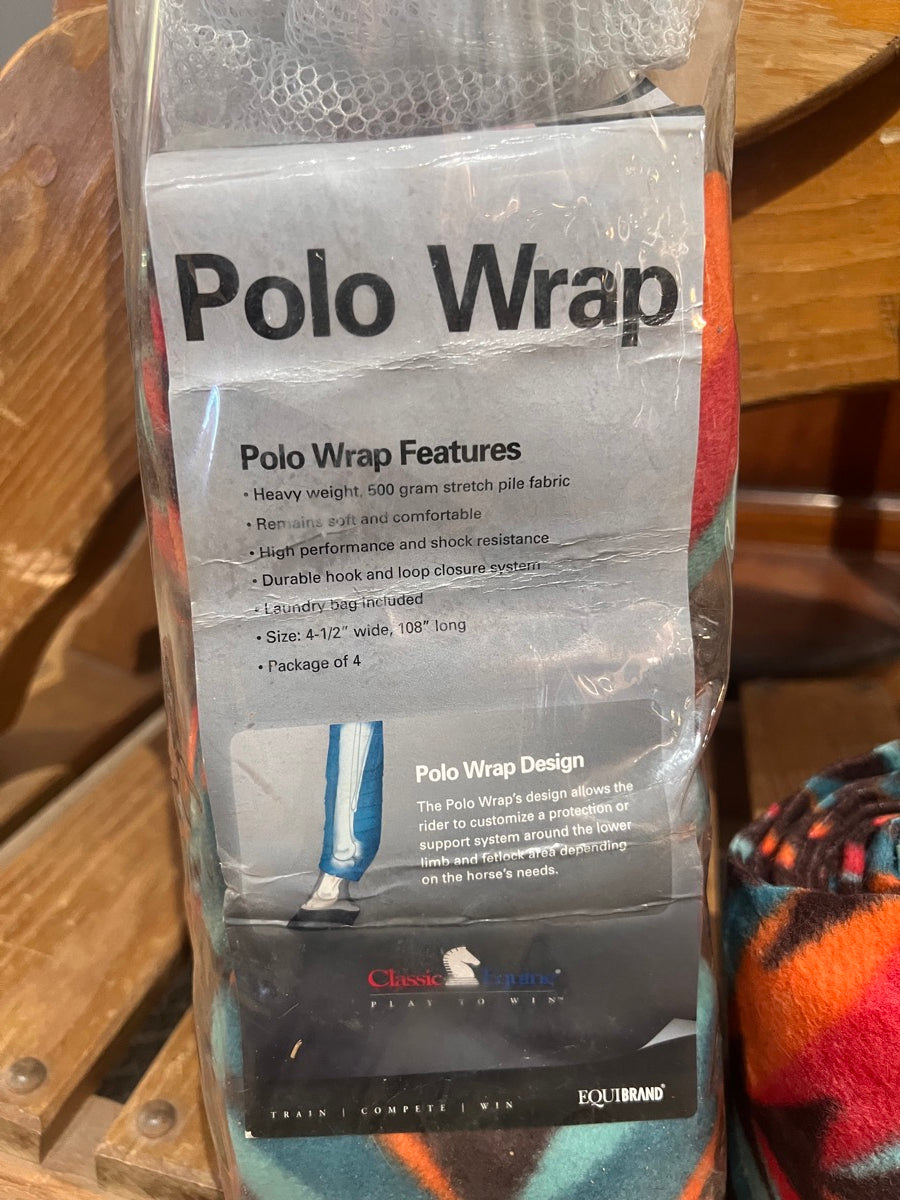 Polo Wrap
Polo Wrap Features
• Heavy weight, 500 gram stretch pile fabric
• Remains soft and comfortable
• High performance and shock resistance
• Durable hook and loop closure system
• Laundry bag included
• Size: 4-1/2" wide, 108" long
• Package of 4
Polo Wrap Design
The Polo Wrap's design allows the
rider to customize a protection or
support system around the lower
limb and fetlock area depending
on the horse's needs.
Classic Equine®
PLAY TO WIN™
TRAIN | COMPETE | WIN
EQUIBRAND®